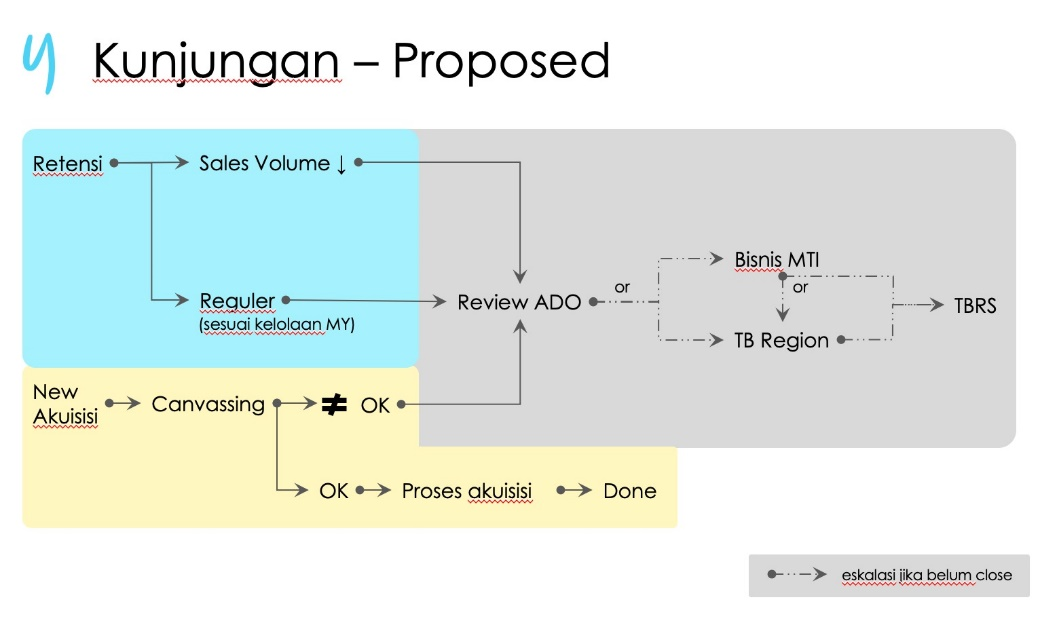 Kunjungan – Proposed
Retensi
Sales Volume ↓
Reguler
(sesuai kelolaan MY)
Review ADO
or
Bisnis MTI
or
TB Region
TBRS
New
Akuisisi
Canvassing
≠ OK
OK
Proses akuisisi
Done
eskalasi jika belum close